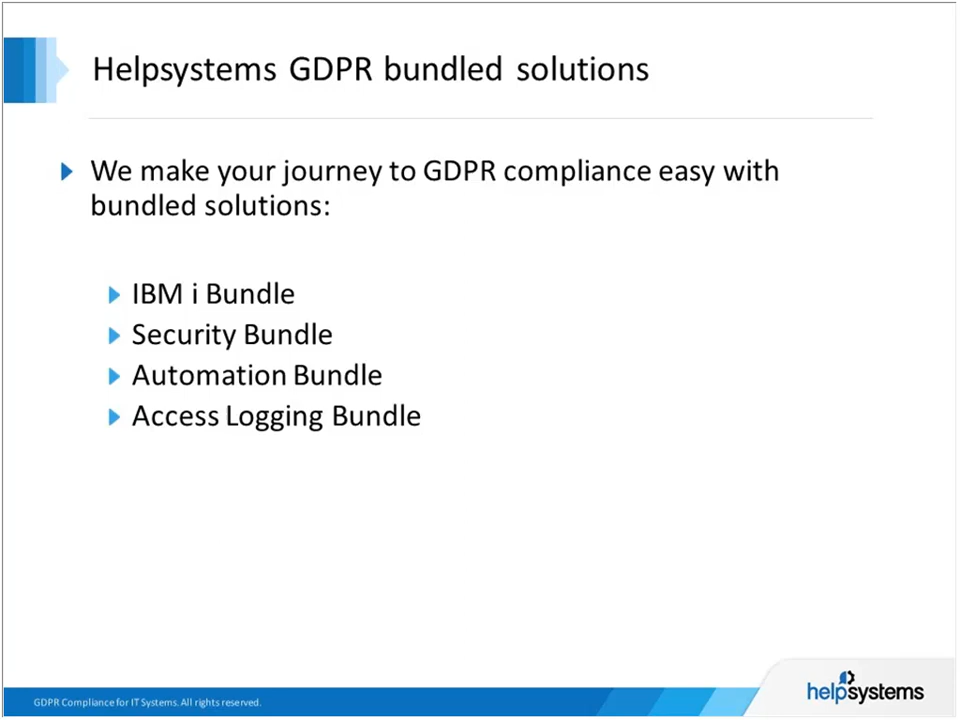 Helpsystems GDPR bundled solutions
We make your journey to GDPR compliance easy with
bundled solutions:
IBM i Bundle
Security Bundle
Automation Bundle
Access Logging Bundle
GDPR Compliance for IT Systems. All rights reserved.
helpsystems